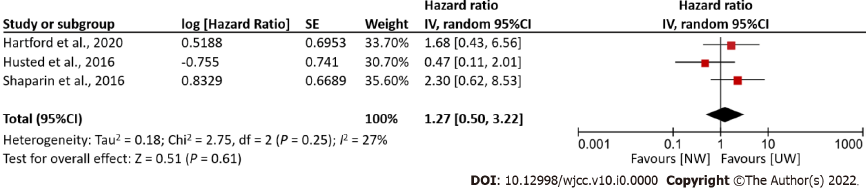 Hazard ratio Hazard ratio
Study or subgroup log [Hazard Ratio] SE Weight IV, random 95%CI IV, random 95%CI
Hartford et al., 2020 0.5188 0.6953 33.70% 1.68 [0.43, 6.56]
Husted et al., 2016 -0.755 0.741 30.70% 0.47 [0.11, 2.01]
Shaparin et al., 2016 0.8329 0.6689 35.60% 2.30 [0.62, 8.53]
Total (95%CI) 100% 1.27 [0.50, 3.22]
Heterogeneity: Tau² = 0.18; Chi² = 2.75, df = 2 (P = 0.25); I² = 27%
Test for overall effect: Z = 0.51 (P = 0.61)
0.001 0.1 1 10 1000
Favours [NW] Favours [UW]
DOI: 10.12998/wjcc.v10.i0.0000 Copyright ©The Author(s) 2022.